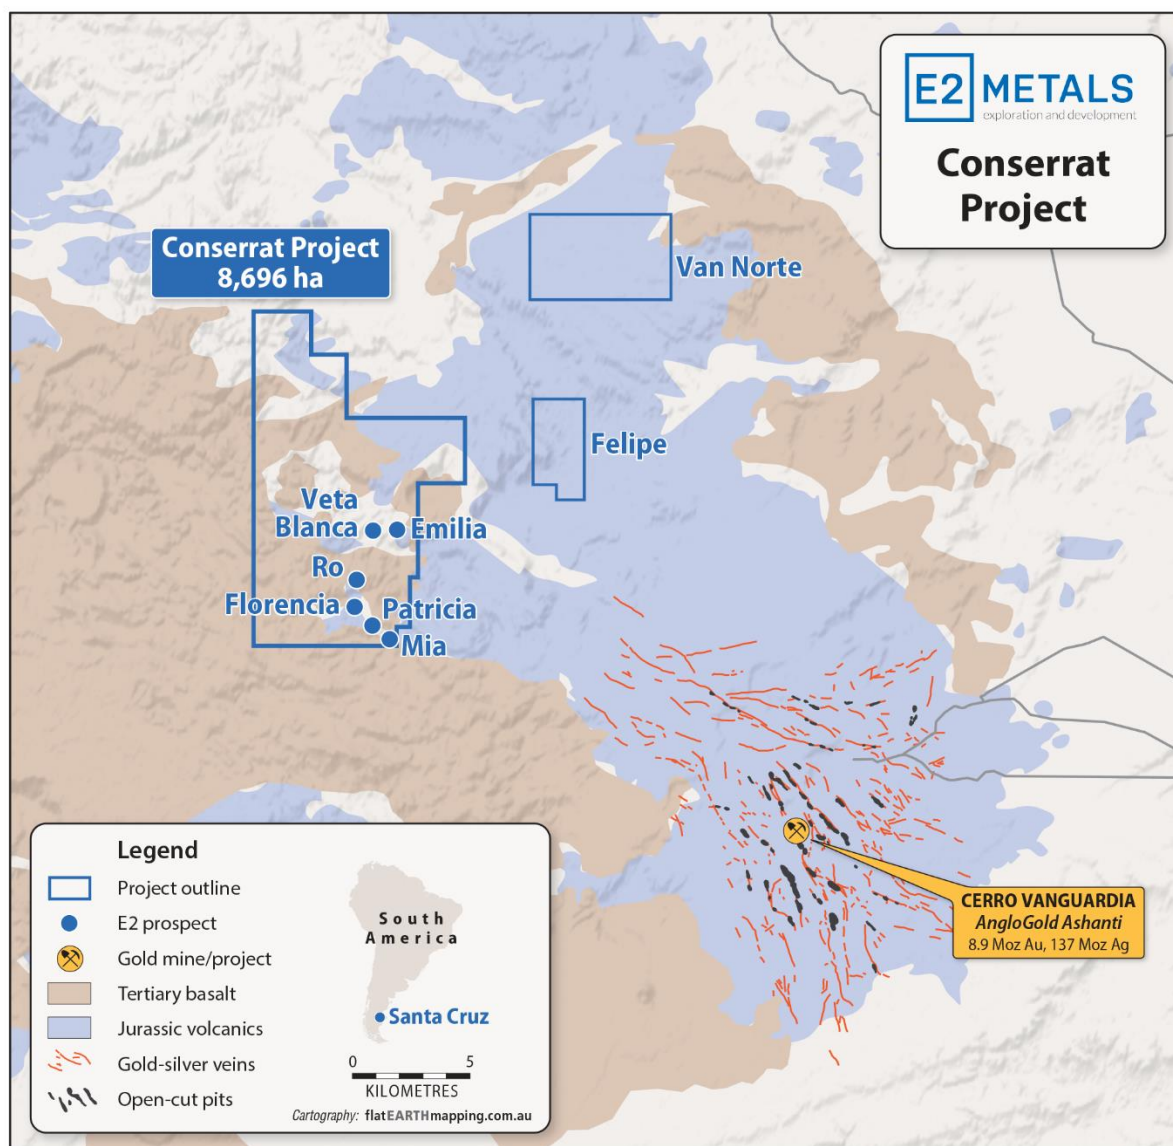 E2 METALS
exploration and development
Conserrat
Project
Conserrat Project
8,696 ha
Van Norte
Felipe
Veta
Blanca
Emilia
Ro
Florencia
Patricia
Mia
CERRO VANGUARDIA
AngloGold Ashanti
8.9 Moz Au, 137 Moz Ag
Legend
Project outline
E2 prospect
Gold mine/project
Tertiary basalt
Jurassic volcanics
Gold-silver veins
Open-cut pits
South
America
Santa Cruz
0 5
KILOMETRES
Cartography: flatEARTHmapping.com.au